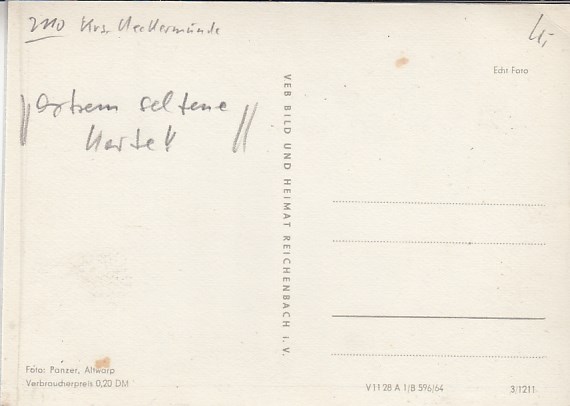 2110 Krs. Ueckermünde
4,-
Echt Foto
extrem seltene
Karte!!
VEB BILD UND HEIMAT REICHENBACH i. V.
Foto: Panzer, Altwarp
Verbraucherpreis 0,20 DM
V 11 28 A 1/B 596/64
3/1211